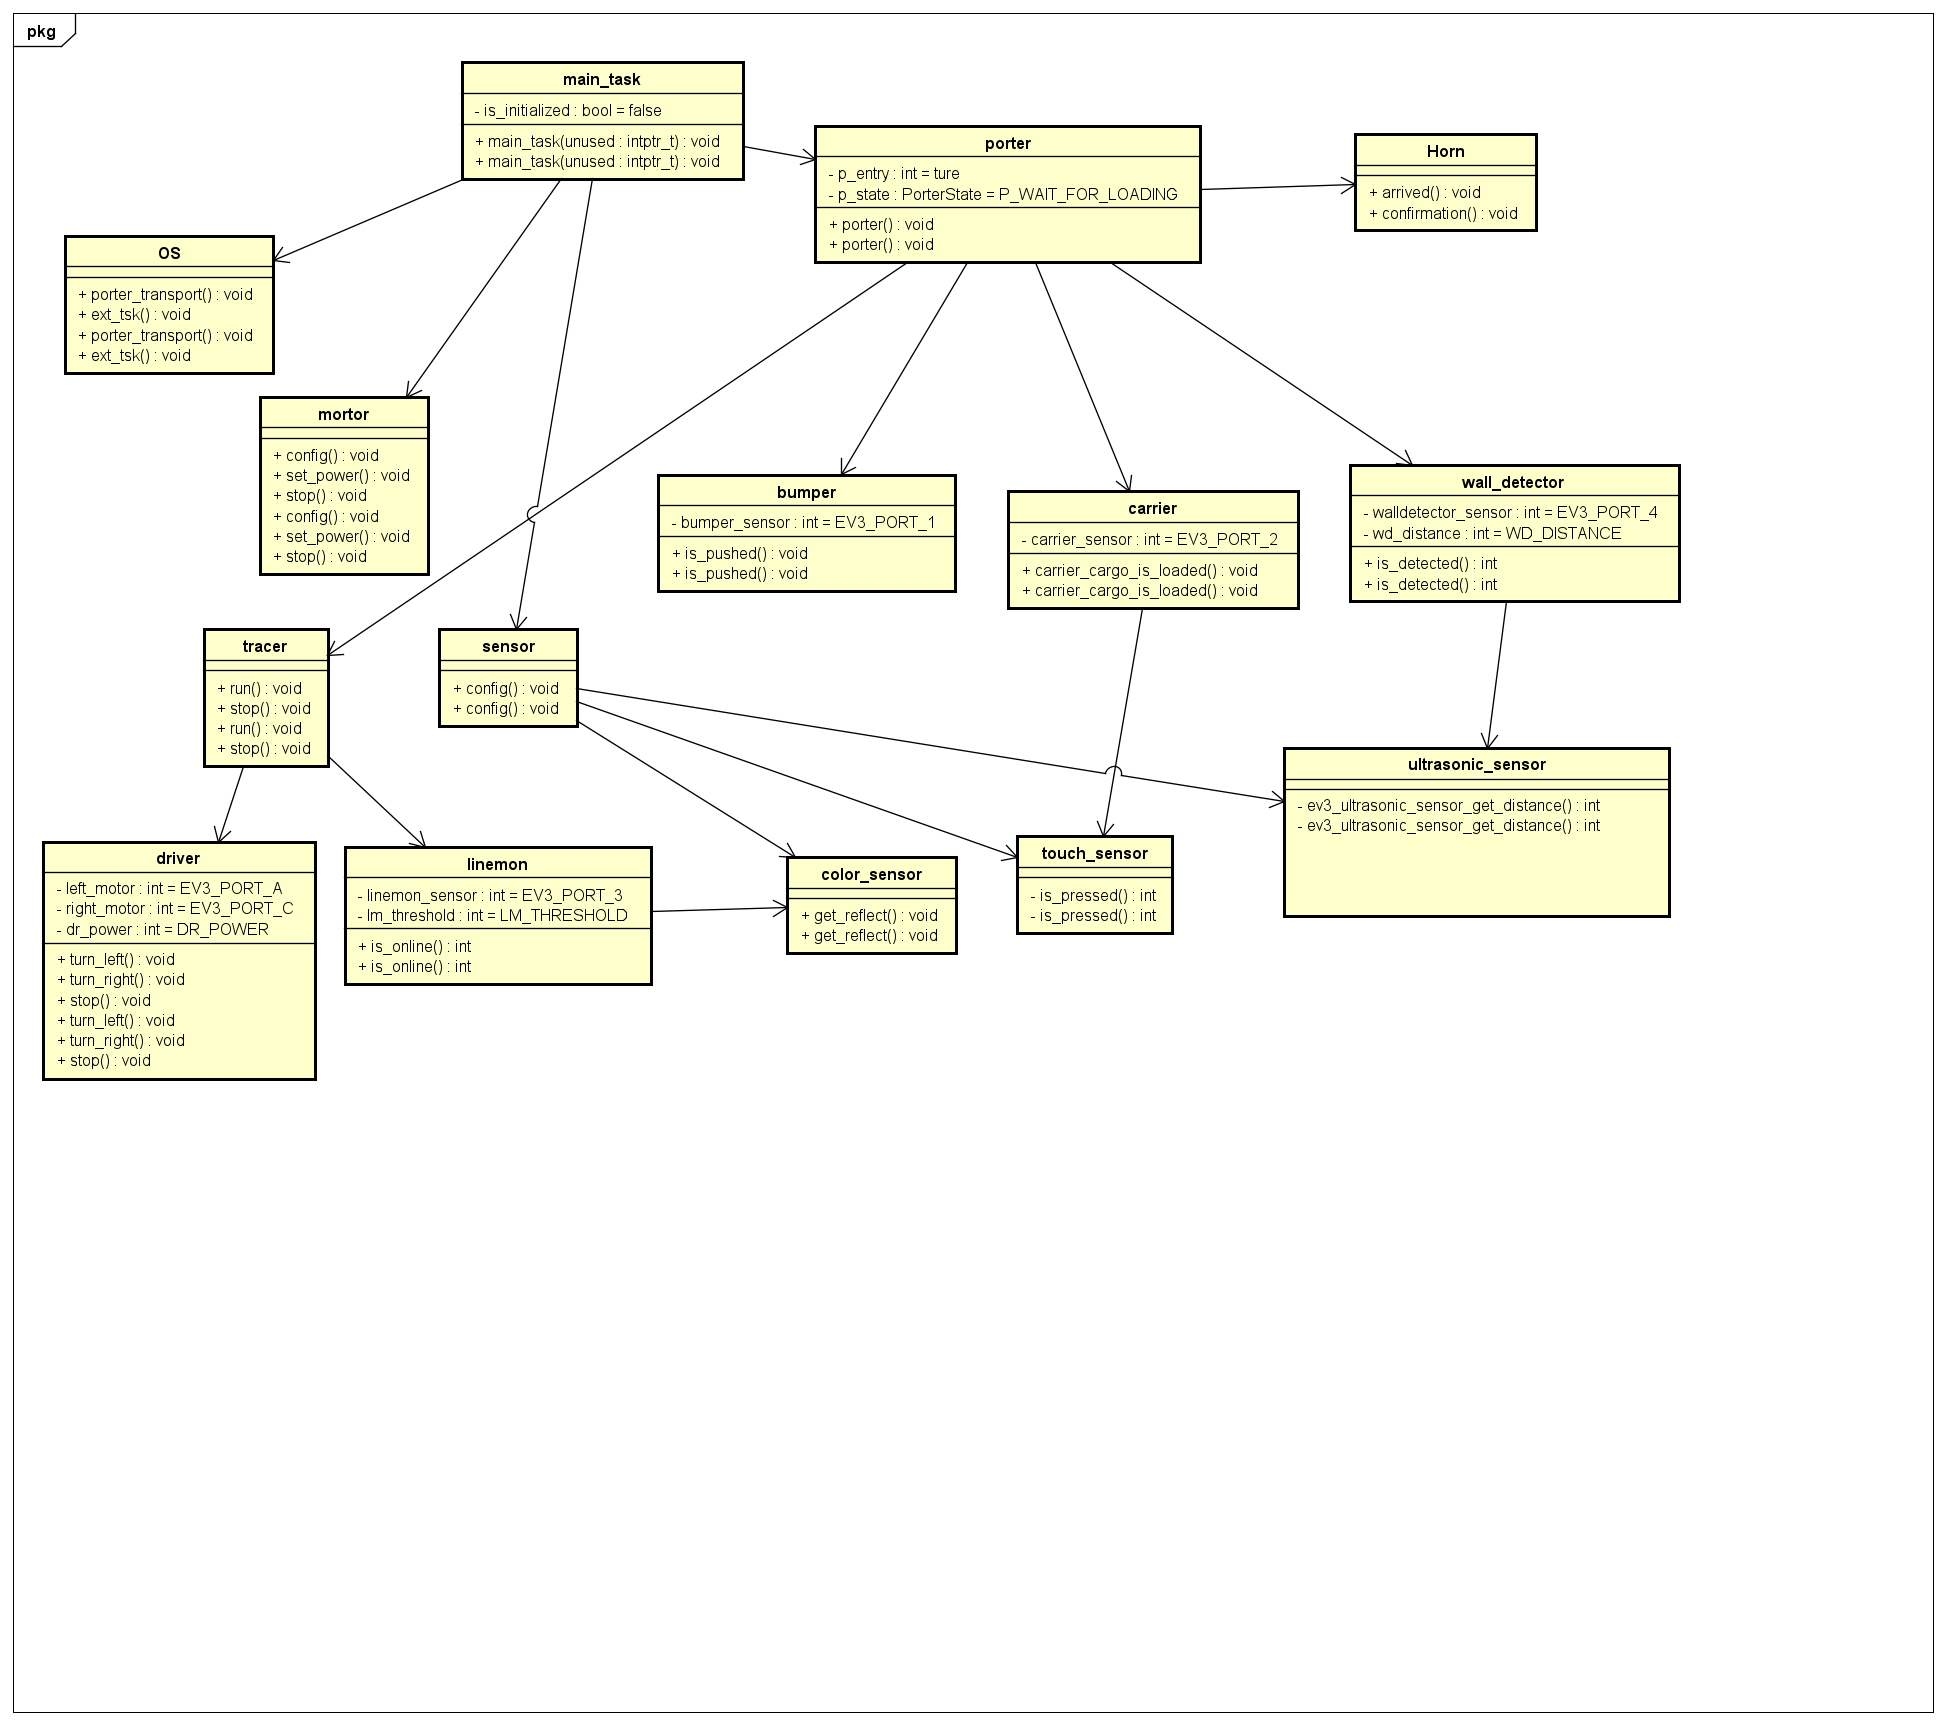 pkg
main_task
- is_initialized : bool = false
+ main_task(unused : intptr_t) : void
+ main_task(unused : intptr_t) : void
porter
- p_entry : int = ture
- p_state : PorterState = P_WAIT_FOR_LOADING
+ porter() : void
+ porter() : void
Horn
+ arrived() : void
+ confirmation() : void
OS
+ porter_transport() : void
+ ext_tsk() : void
+ porter_transport() : void
+ ext_tsk() : void
mortor
+ config() : void
+ set_power() : void
+ stop() : void
+ config() : void
+ set_power() : void
+ stop() : void
bumper
- bumper_sensor : int = EV3_PORT_1
+ is_pushed() : void
+ is_pushed() : void
carrier
- carrier_sensor : int = EV3_PORT_2
+ carrier_cargo_is_loaded() : void
+ carrier_cargo_is_loaded() : void
wall_detector
- walldetector_sensor : int = EV3_PORT_4
- wd_distance : int = WD_DISTANCE
+ is_detected() : int
+ is_detected() : int
tracer
+ run() : void
+ stop() : void
+ run() : void
+ stop() : void
sensor
+ config() : void
+ config() : void
ultrasonic_sensor
- ev3_ultrasonic_sensor_get_distance() : int
- ev3_ultrasonic_sensor_get_distance() : int
driver
- left_motor : int = EV3_PORT_A
- right_motor : int = EV3_PORT_C
- dr_power : int = DR_POWER
+ turn_left() : void
+ turn_right() : void
+ stop() : void
+ turn_left() : void
+ turn_right() : void
+ stop() : void
linemon
- linemon_sensor : int = EV3_PORT_3
- lm_threshold : int = LM_THRESHOLD
+ is_online() : int
+ is_online() : int
color_sensor
+ get_reflect() : void
+ get_reflect() : void
touch_sensor
- is_pressed() : int
- is_pressed() : int